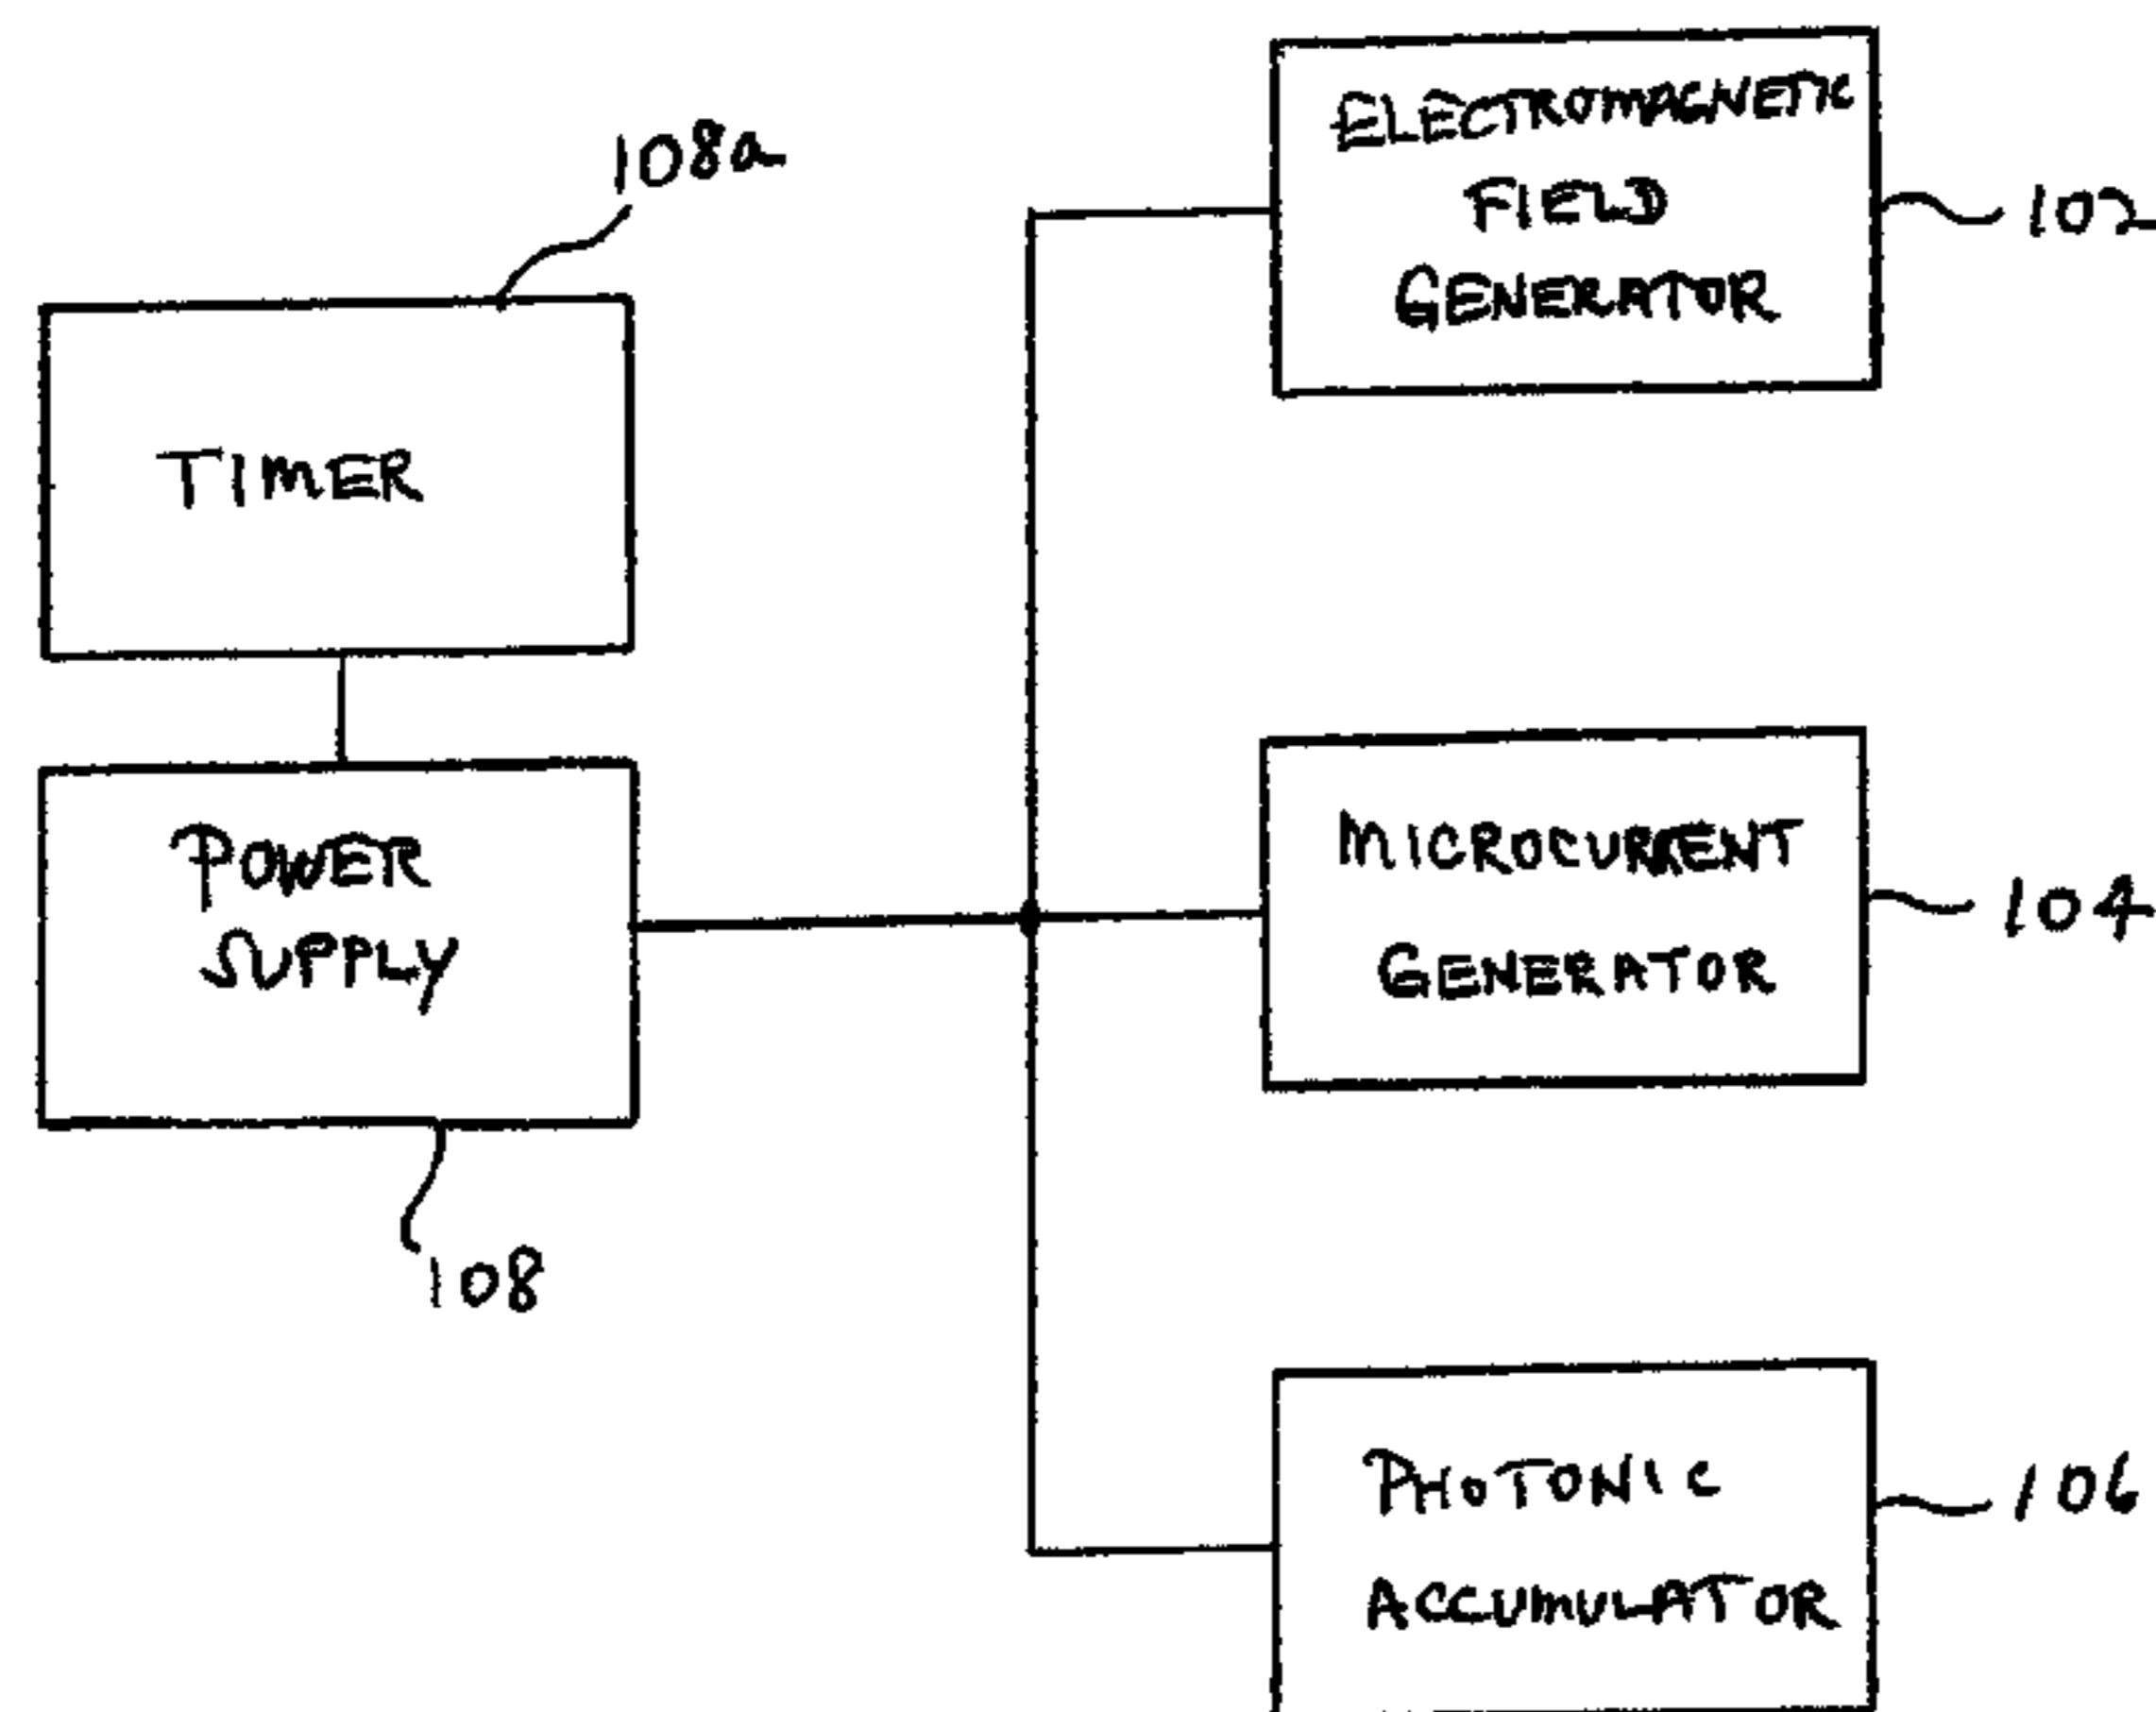 108a
TIMER
POWER
SUPPLY
108
ELECTROMAGNETIC
FIELD
GENERATOR
102
MICROCURRENT
GENERATOR
104
PHOTONIC
ACCUMULATOR
106